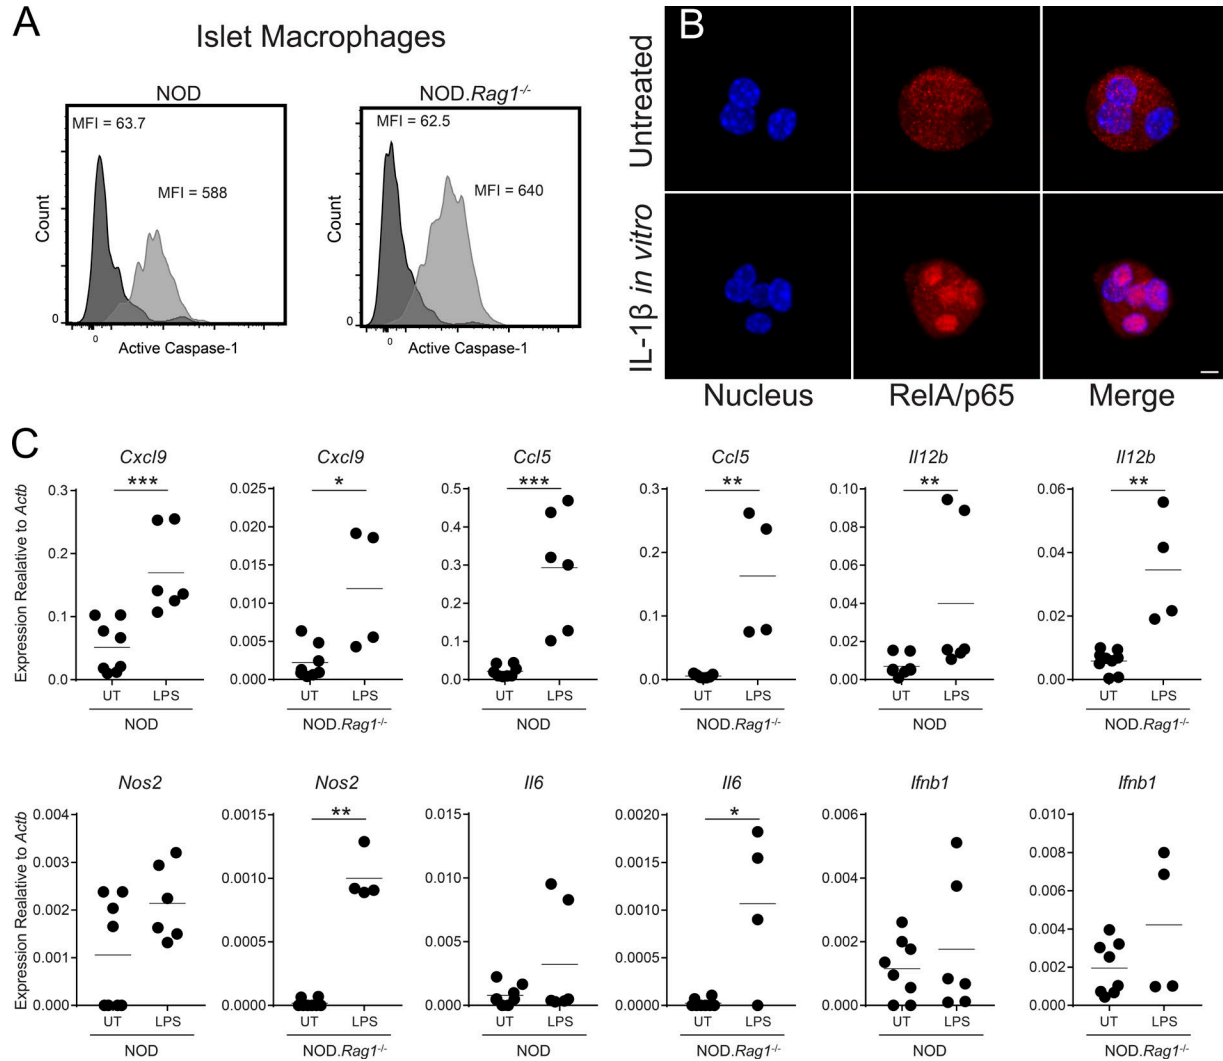 A
Islet Macrophages
NOD
MFI = 63.7
MFI = 588
Count
0
0
Active Caspase-1
NOD.Rag1-/-
MFI = 62.5
MFI = 640
Count
0
0
Active Caspase-1
B
Untreated
IL-1β in vitro
Nucleus
RelA/p65
Merge
C
Cxcl9
***
Expression Realative to Actb
0.3
0.2
0.1
0.0
UT
LPS
NOD
Cxcl9
*
0.025
0.020
0.015
0.010
0.005
0.000
UT
LPS
NOD.Rag1-/-
Ccl5
***
0.5
0.4
0.3
0.2
0.1
0.0
UT
LPS
NOD
Ccl5
**
0.3
0.2
0.1
0.0
UT
LPS
NOD.Rag1-/-
Il12b
**
0.10
0.08
0.06
0.04
0.02
0.00
UT
LPS
NOD
Il12b
**
0.06
0.04
0.02
0.00
UT
LPS
NOD.Rag1-/-
Nos2
Expression Realative to Actb
0.004
0.003
0.002
0.001
0.000
UT
LPS
NOD
Nos2
**
0.0015
0.0010
0.0005
0.0000
UT
LPS
NOD.Rag1-/-
Il6
0.015
0.010
0.005
0.000
UT
LPS
NOD
Il6
*
0.0020
0.0015
0.0010
0.0005
0.0000
UT
LPS
NOD.Rag1-/-
Ifnb1
0.006
0.004
0.002
0.000
UT
LPS
NOD
Ifnb1
0.010
0.008
0.006
0.004
0.002
0.000
UT
LPS
NOD.Rag1-/-